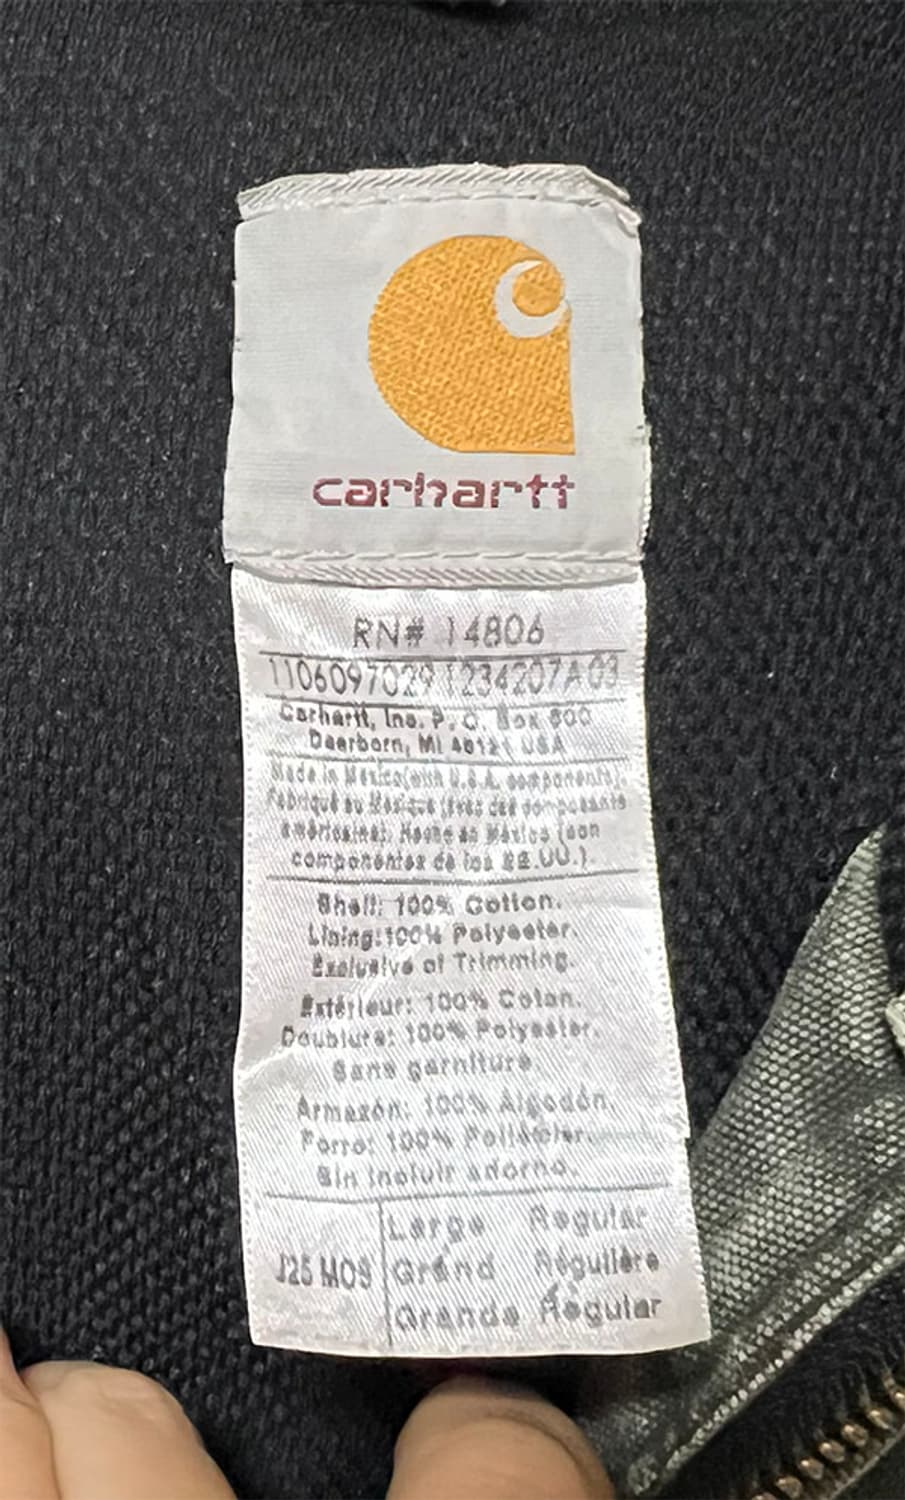 carhartt
RN# 14806
1106097029 1234207A 03
Carhartt, Inc. P. O. Box 600
Dearborn, MI 48121 USA
Made in Mexico(with U.S.A. components).
Fabriqué au Mexique (avec des composants
américains). Hecho en México (con
componentes de los EE.UU.).
Shell: 100% Cotton.
Lining:100% Polyester.
Exclusive of Trimming.
Extérieur: 100% Coton.
Doublure: 100% Polyester.
Sans garniture.
Armazón: 100% Algodón.
Forro: 100% Poliéster.
Sin incluir adorno.
J25 MOS
Large Regular
Grand Régulière
Grande Regular